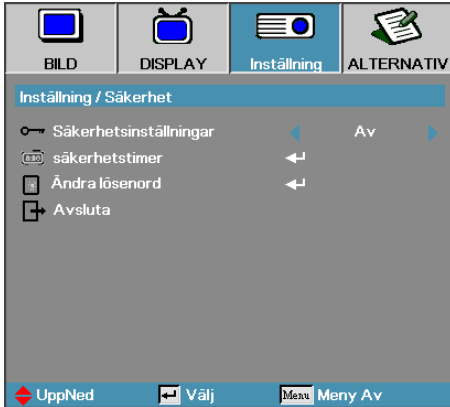 BILD DISPLAY Inställning ALTERNATIV
Inställning / Säkerhet
Säkerhetsinställningar Av
säkerhetstimer
Ändra lösenord
Avsluta
UppNed Välj Menu Meny Av